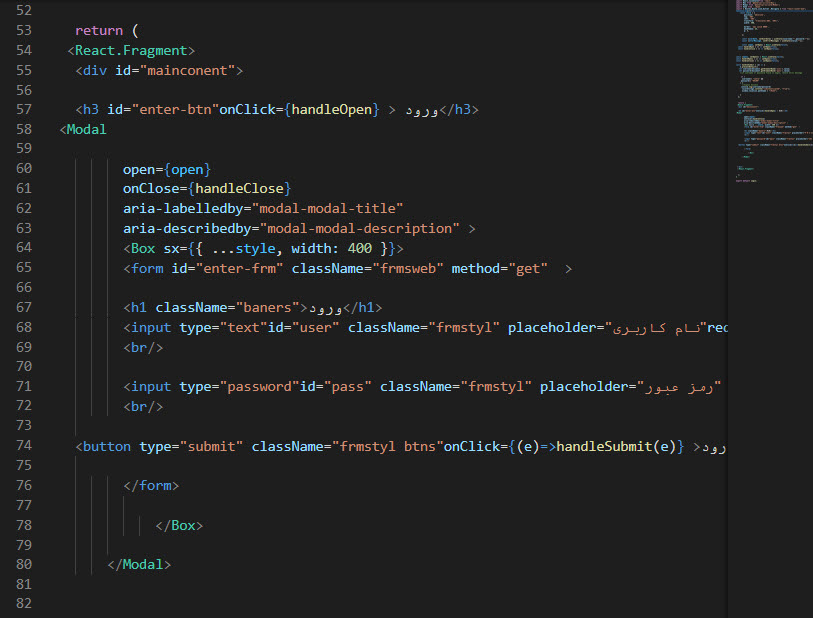 52
53 return (
54 <React.Fragment>
55 <div id="mainconent">
56
57 <h3 id="enter-btn"onClick={handleOpen} > ورود</h3>
58 <Modal
59
60 open={open}
61 onClose={handleClose}
62 aria-labelledby="modal-modal-title"
63 aria-describedby="modal-modal-description" >
64 <Box sx={{ ...style, width: 400 }}>
65 <form id="enter-frm" className="frmsweb" method="get" >
66
67 <h1 className="baners">ورود</h1>
68 <input type="text"id="user" className="frmstyl" placeholder="نام کاربری"rec
69 <br/>
70
71 <input type="password"id="pass" className="frmstyl" placeholder="رمز عبور"
72 <br/>
73
74 <button type="submit" className="frmstyl btns"onClick={(e)=>handleSubmit(e)} >ورود
75
76 </form>
77
78 </Box>
79
80 </Modal>
81
82